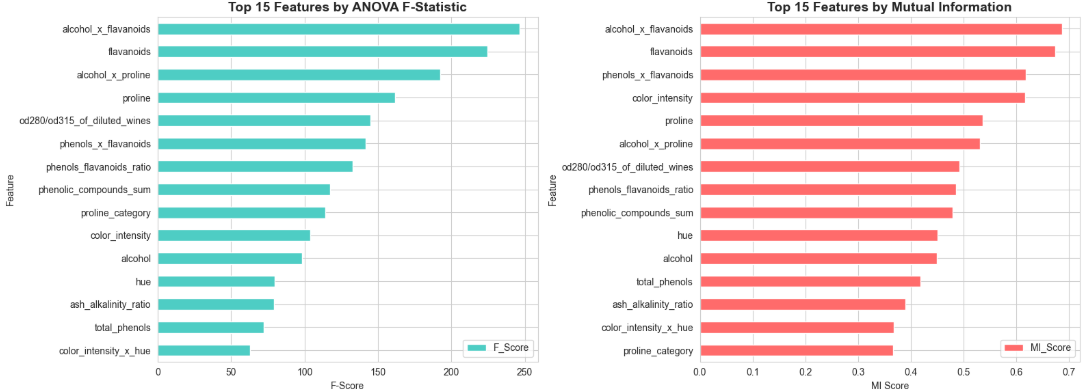 Top 15 Features by ANOVA F-Statistic
Feature
alcohol_x_flavanoids
flavanoids
alcohol_x_proline
proline
od280/od315_of_diluted_wines
phenols_x_flavanoids
phenols_flavanoids_ratio
phenolic_compounds_sum
proline_category
color_intensity
alcohol
hue
ash_alkalinity_ratio
total_phenols
color_intensity_x_hue
F_Score
0 50 100 150 200 250
F-Score
Top 15 Features by Mutual Information
Feature
alcohol_x_flavanoids
flavanoids
phenols_x_flavanoids
color_intensity
proline
alcohol_x_proline
od280/od315_of_diluted_wines
phenols_flavanoids_ratio
phenolic_compounds_sum
hue
alcohol
total_phenols
ash_alkalinity_ratio
color_intensity_x_hue
proline_category
MI_Score
0.0 0.1 0.2 0.3 0.4 0.5 0.6 0.7
MI Score